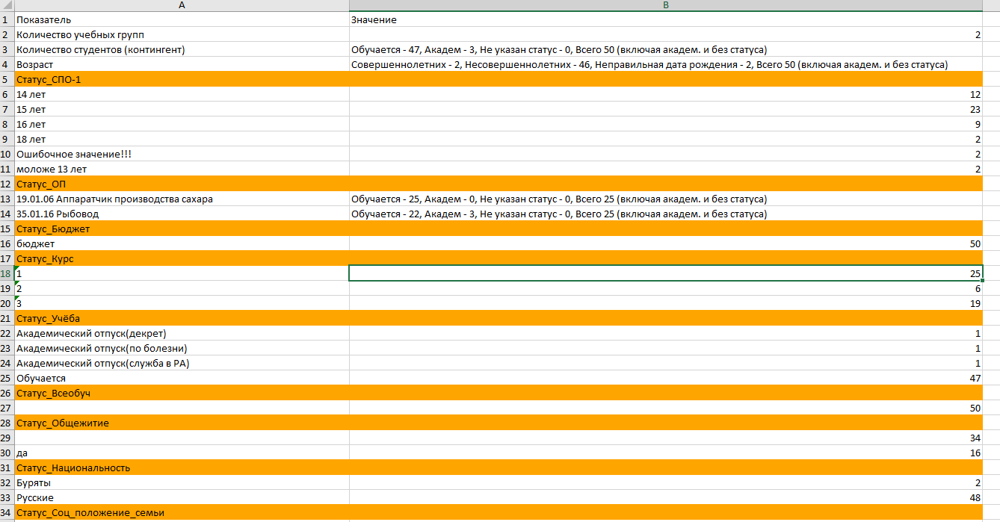 A B
1 Показатель Значение
2 Количество учебных групп 2
3 Количество студентов (контингент) Обучается - 47, Академ - 3, Не указан статус - 0, Всего 50 (включая академ. и без статуса)
4 Возраст Совершеннолетних - 2, Несовершеннолетних - 46, Неправильная дата рождения - 2, Всего 50 (включая академ. и без статуса)
5 Статус_СПО-1
6 14 лет 12
7 15 лет 23
8 16 лет 9
9 18 лет 2
10 Ошибочное значение!!! 2
11 моложе 13 лет 2
12 Статус_ОП
13 19.01.06 Аппаратчик производства сахара Обучается - 25, Академ - 0, Не указан статус - 0, Всего 25 (включая академ. и без статуса)
14 35.01.16 Рыбовод Обучается - 22, Академ - 3, Не указан статус - 0, Всего 25 (включая академ. и без статуса)
15 Статус_Бюджет
16 бюджет 50
17 Статус_Курс
18 1 25
19 2 6
20 3 19
21 Статус_Учёба
22 Академический отпуск(декрет) 1
23 Академический отпуск(по болезни) 1
24 Академический отпуск(служба в РА) 1
25 Обучается 47
26 Статус_Всеобуч
27 50
28 Статус_Общежитие
29 34
30 да 16
31 Статус_Национальность
32 Буряты 2
33 Русские 48
34 Статус_Соц_положение_семьи